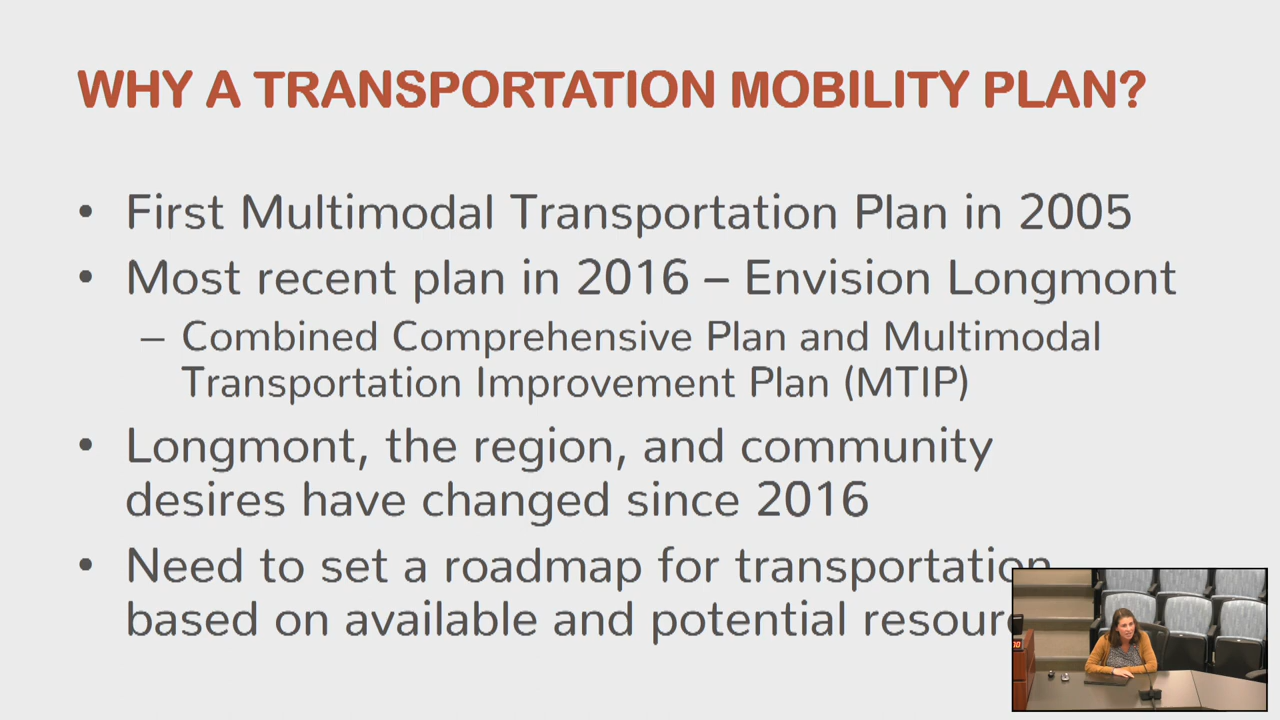 WHY A TRANSPORTATION MOBILITY PLAN?
• First Multimodal Transportation Plan in 2005
• Most recent plan in 2016 – Envision Longmont
– Combined Comprehensive Plan and Multimodal
Transportation Improvement Plan (MTIP)
• Longmont, the region, and community
desires have changed since 2016
• Need to set a roadmap for transportation
based on available and potential